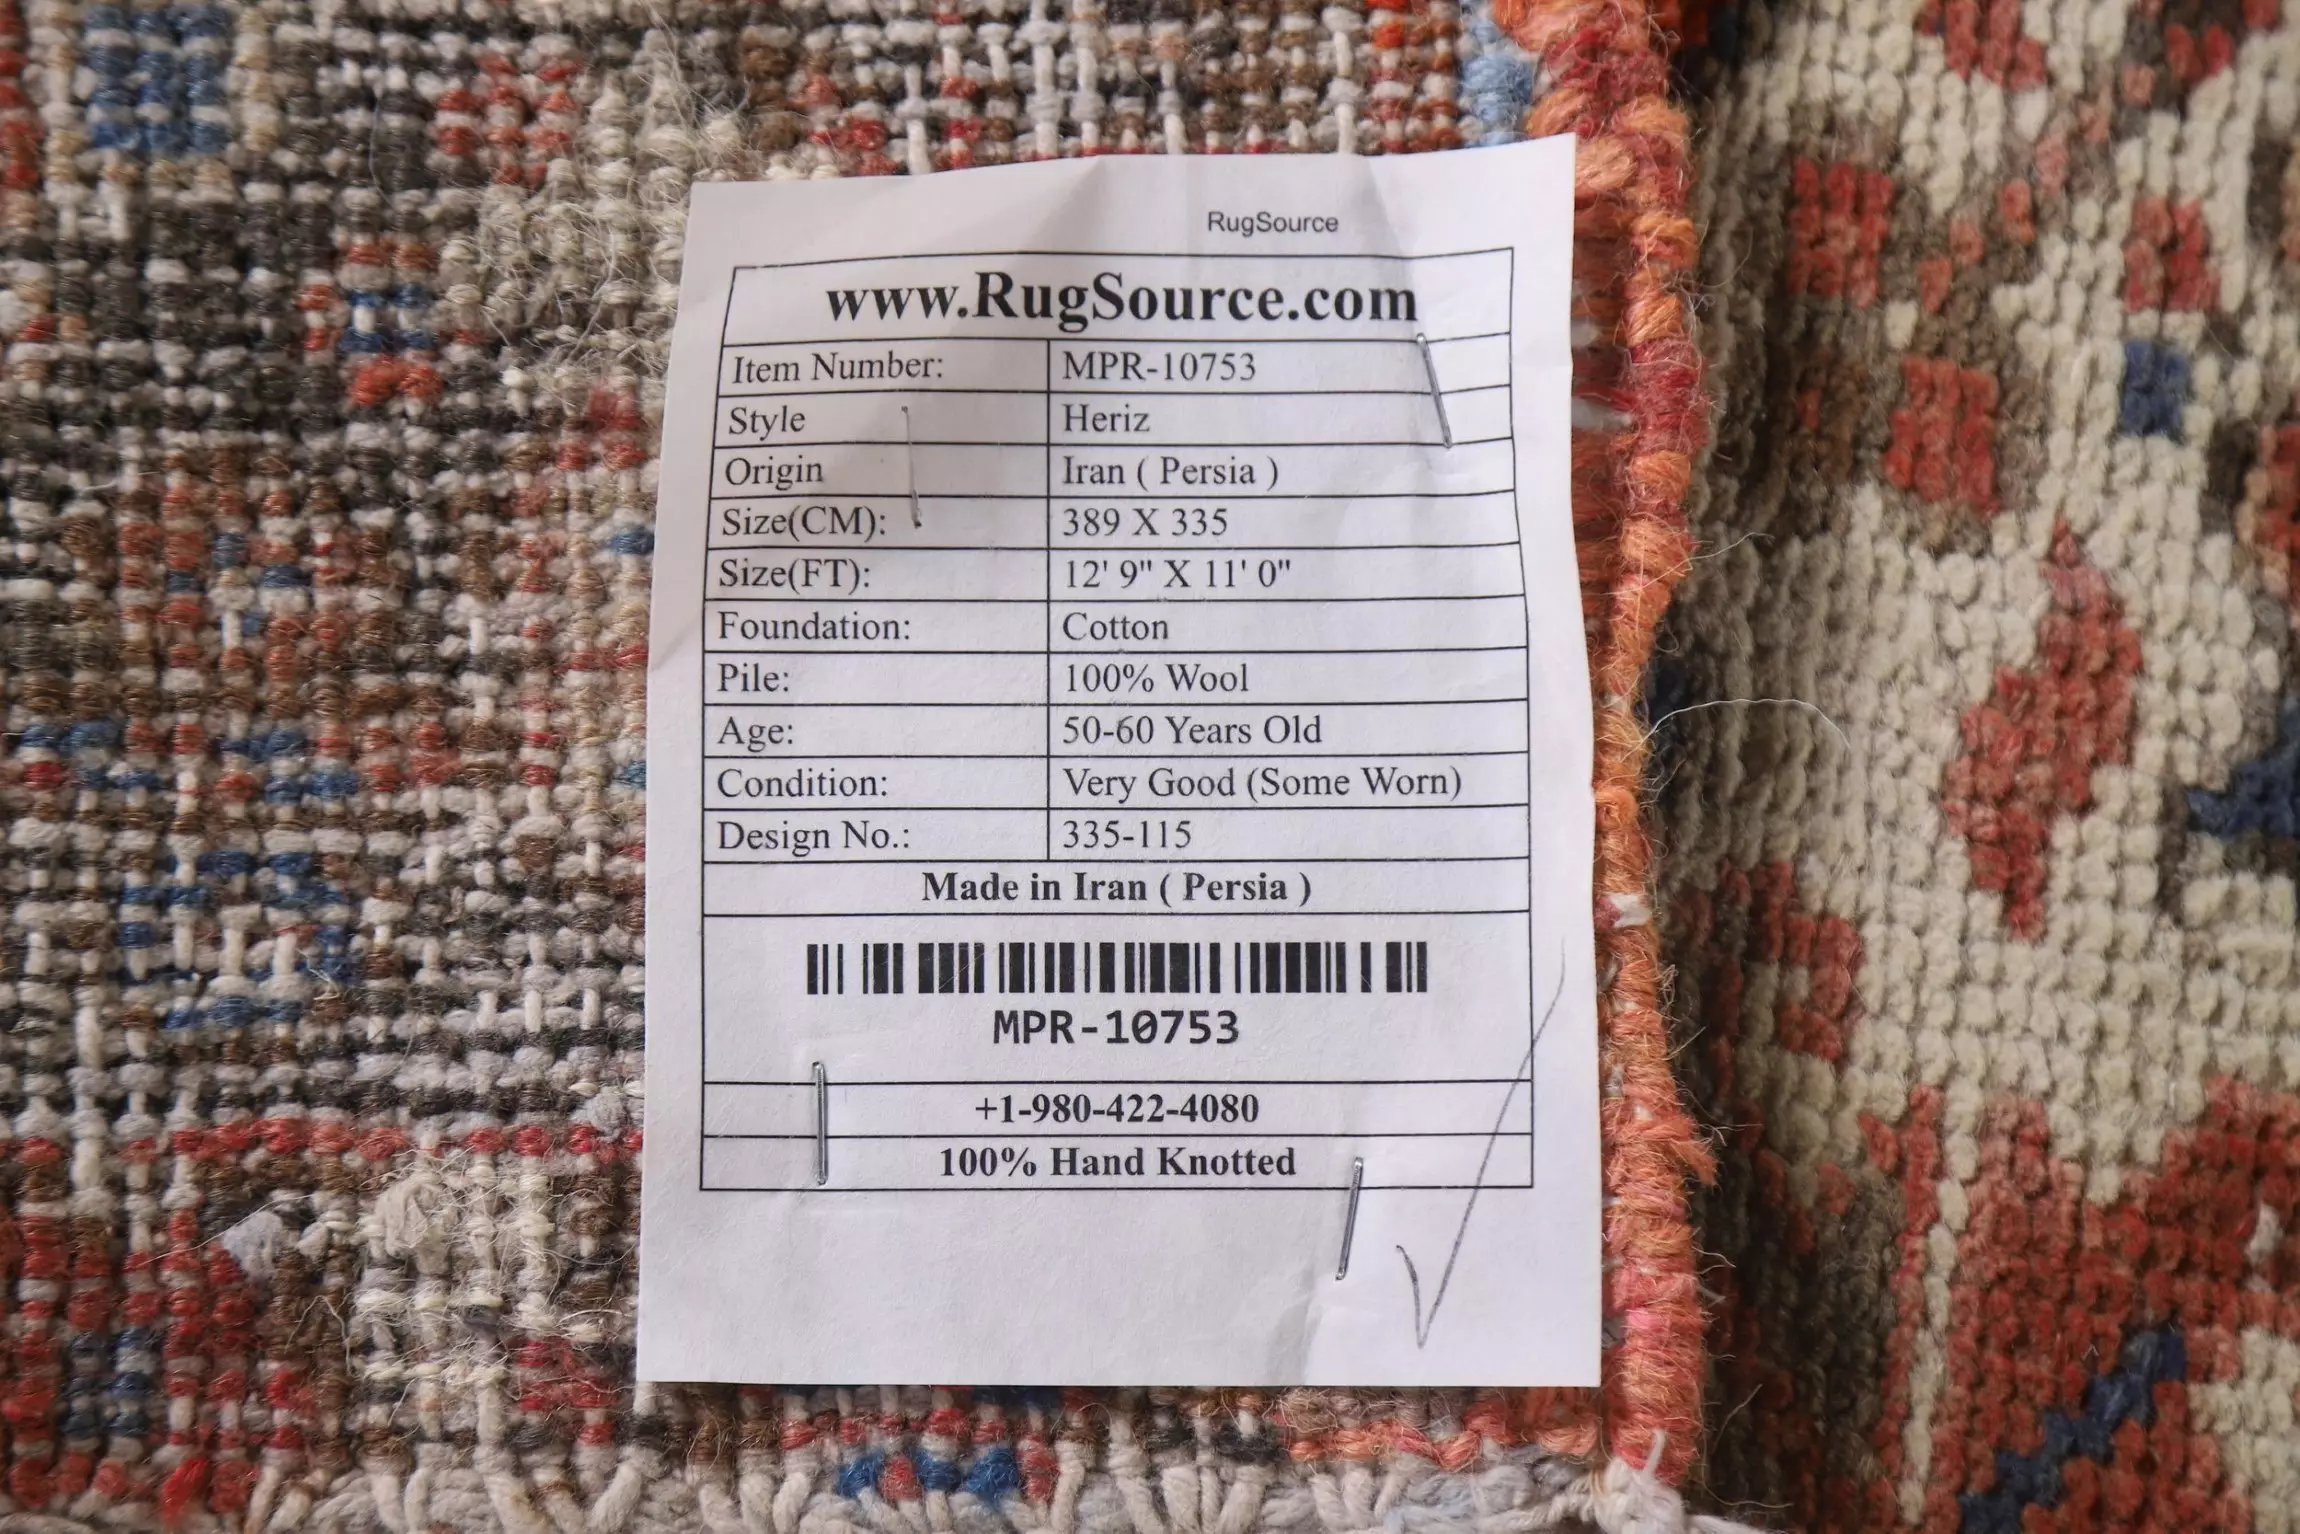 RugSource
www.RugSource.com
Item Number: MPR-10753
Style Heriz
Origin Iran ( Persia )
Size(CM): 389 X 335
Size(FT): 12' 9" X 11' 0"
Foundation: Cotton
Pile: 100% Wool
Age: 50-60 Years Old
Condition: Very Good (Some Worn)
Design No.: 335-115
Made in Iran ( Persia )
MPR-10753
+1-980-422-4080
100% Hand Knotted